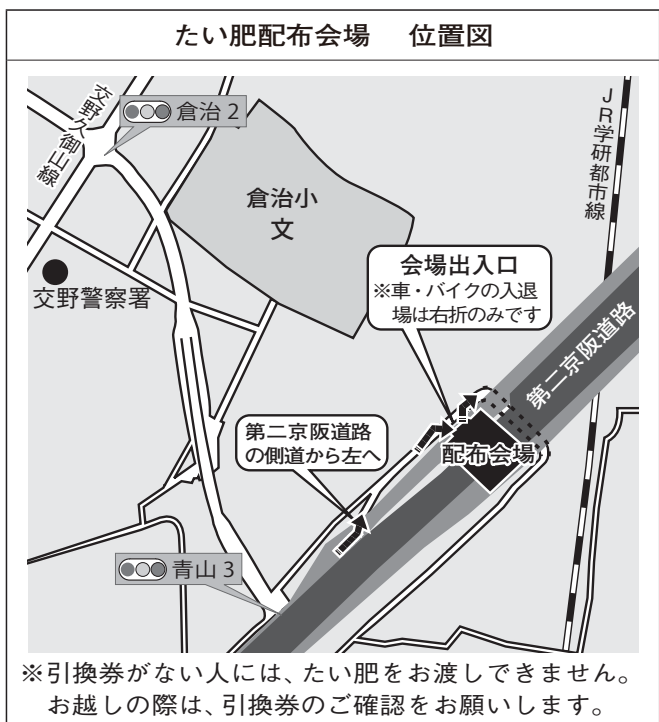 たい肥配布会場　位置図
交野久御山線
倉治2
JR学研都市線
倉治小
文
会場出入口
※車・バイクの入退
場は右折のみです
交野警察署
第二京阪道路
第二京阪道路
の側道から左へ
配布会場
青山3
※引換券がない人には、たい肥をお渡しできません。
お越しの際は、引換券のご確認をお願いします。